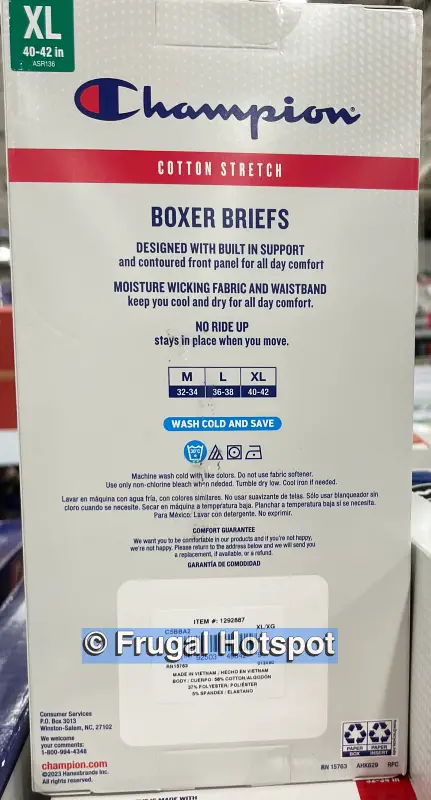 XL
40-42 in
ASR136
Champion
COTTON STRETCH
BOXER BRIEFS
DESIGNED WITH BUILT IN SUPPORT
and contoured front panel for all day comfort
MOISTURE WICKING FABRIC AND WAISTBAND
keep you cool and dry for all day comfort.
NO RIDE UP
stays in place when you move.
M L XL
32-34 36-38 40-42
WASH COLD AND SAVE
Machine wash cold with like colors. Do not use fabric softener.
Use only non-chlorine bleach when needed. Tumble dry low. Cool iron if needed.
Lavar en máquina con agua fría, con colores similares. No usar suavizante de telas. Sólo usar blanqueador sin
cloro cuando se necesite. Secar en máquina a temperatura baja. Planchar a temperatura baja si se necesita.
Para México: Lavar con detergente. No exprimir.
COMFORT GUARANTEE
We want you to be comfortable in our products and if you're not happy,
we're not happy. Please return to the address below and we will send you
a replacement, if available, or a refund.
GARANTÍA DE COMODIDAD
ITEM #: 1292887
C5BBA2 XL/XG
© Frugal Hotspot
RN15763
MADE IN VIETNAM / HECHO EN VIETNAM
BODY / CUERPO: 58% COTTON/ALGODÓN
37% POLYESTER/ POLIÉSTER
5% SPANDEX / ELASTANO
Consumer Services
P.O. Box 3013
Winston-Salem, NC, 27102
We welcome
your comments:
1-800-994-4348
champion.com
©2023 Hanesbrands Inc.
All rights reserved.
PAPER BOX
PAPER INSERT
RN 15763 AHX629 RFC
IS MADE WITH